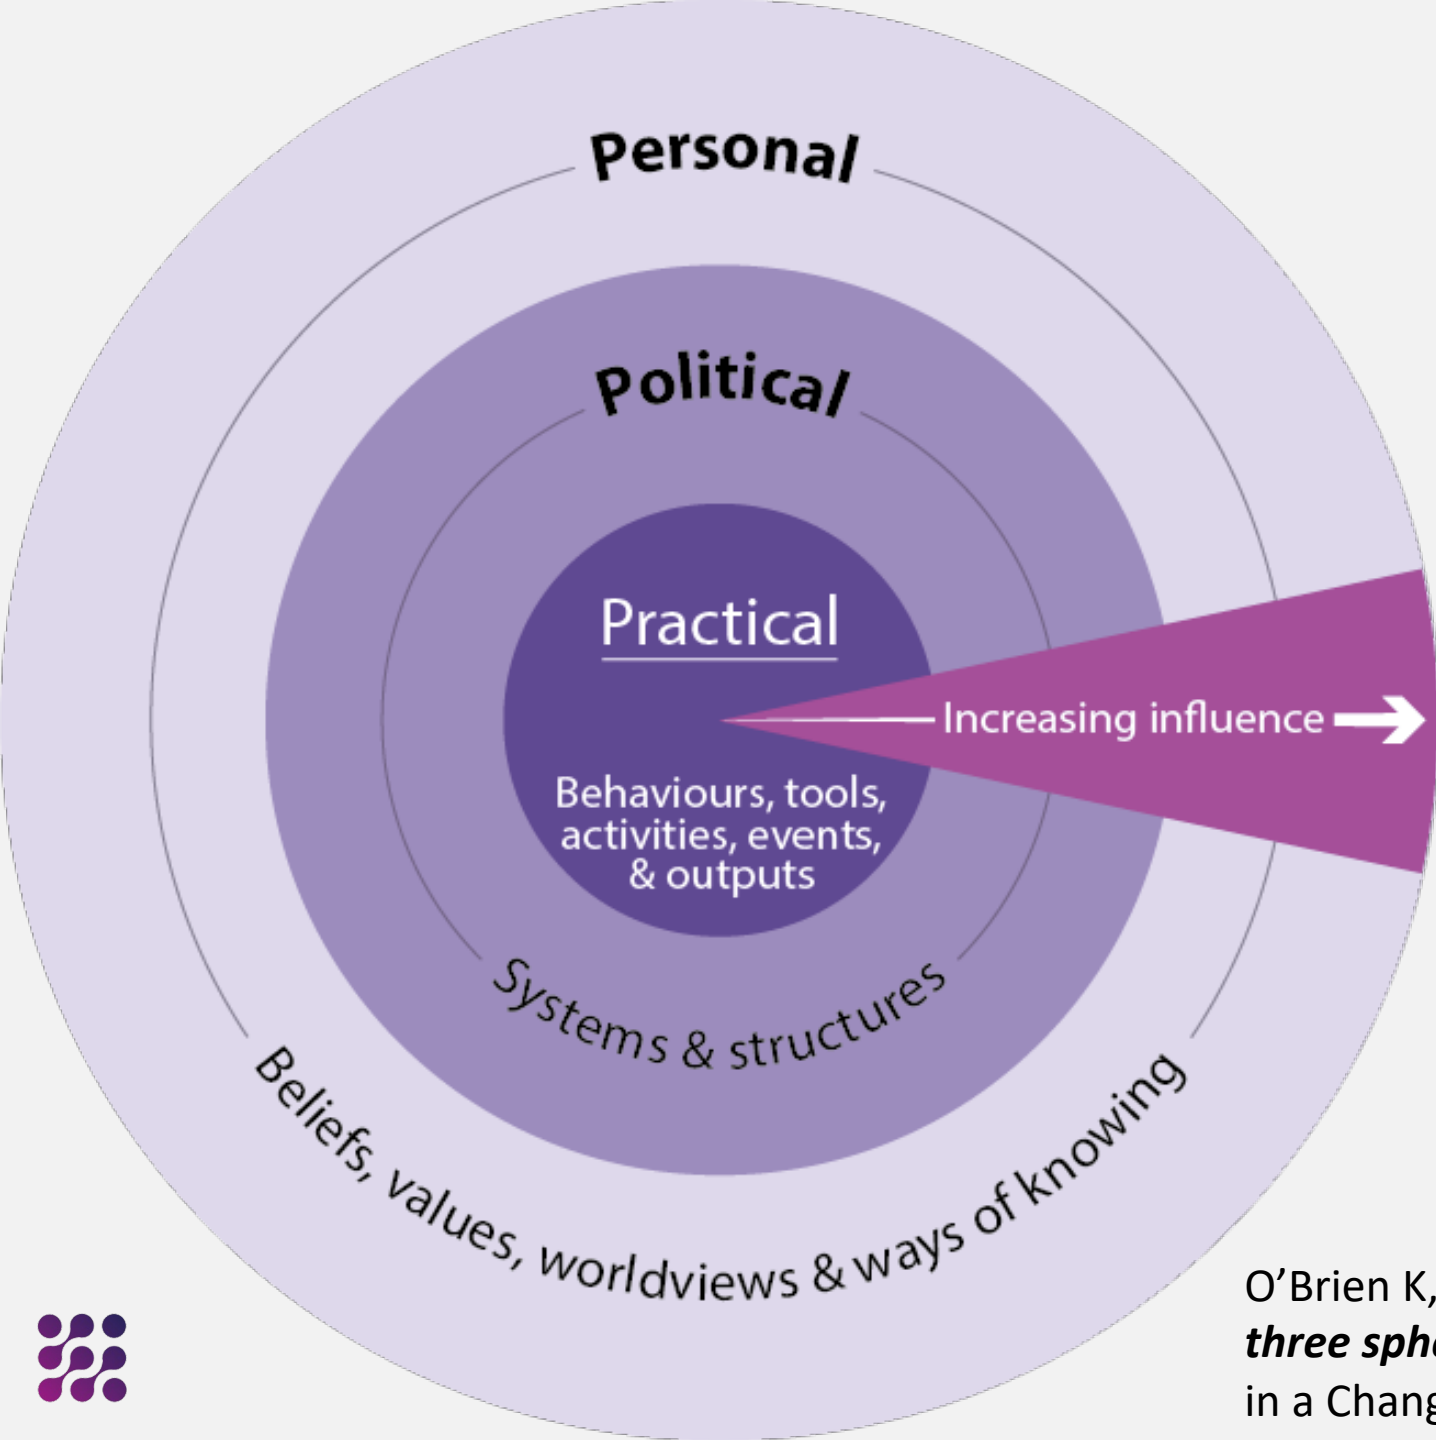 Personal
Political
Practical
Increasing influence
Behaviours, tools,
activities, events,
& outputs
Systems & structures
Beliefs, values, worldviews & ways of knowing
O’Brien K,
three sph
in a Chang